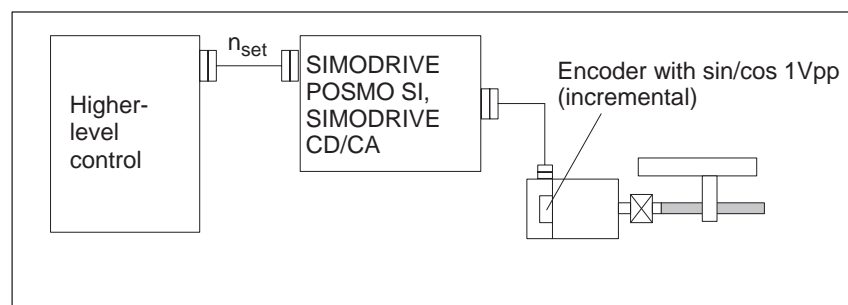 n_set
Higher-
level
control
SIMODRIVE
POSMO SI,
SIMODRIVE
CD/CA
Encoder with sin/cos 1Vpp
(incremental)